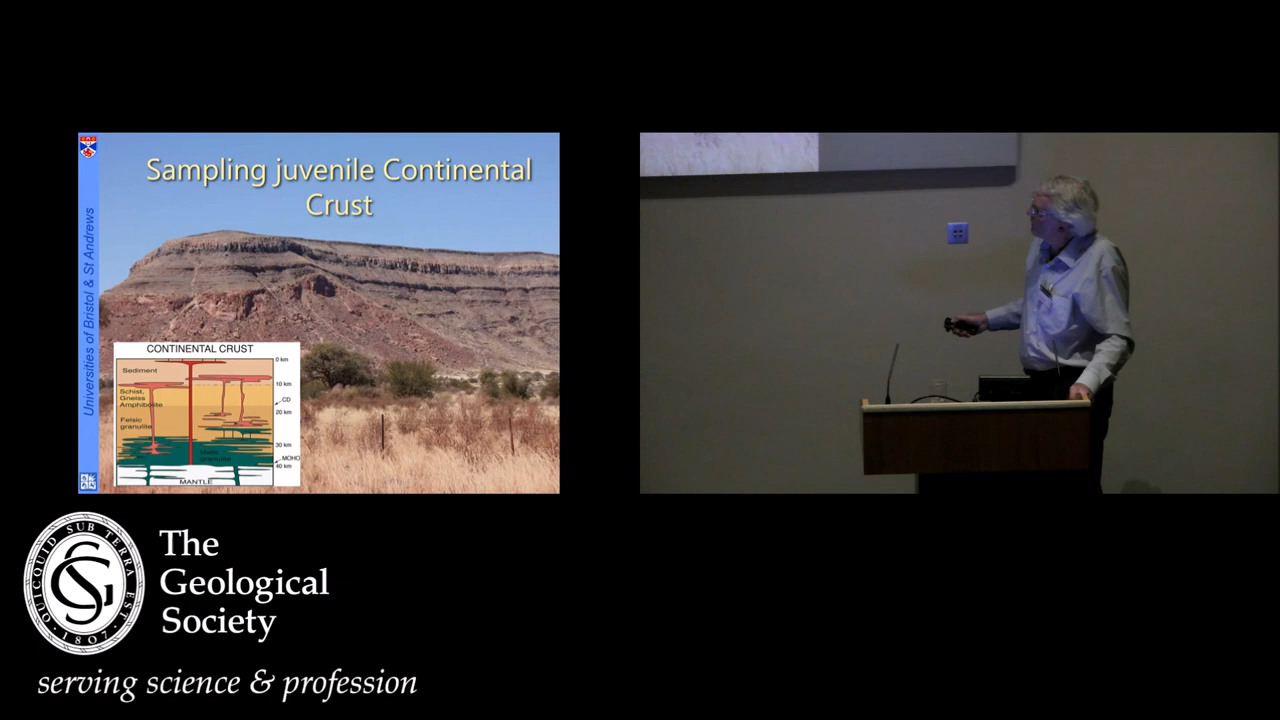 Sampling juvenile Continental
Crust
Universities of Bristol & St Andrews
CONTINENTAL CRUST
Sediment
Schist,
Gneiss
Amphibolite
Felsic
granulite
Mafic
granulite
MANTLE
0 km
10 km
CD
20 km
30 km
MOHO
40 km
QUICQUID SUB TERRA EST
1807
The
Geological
Society
serving science & profession